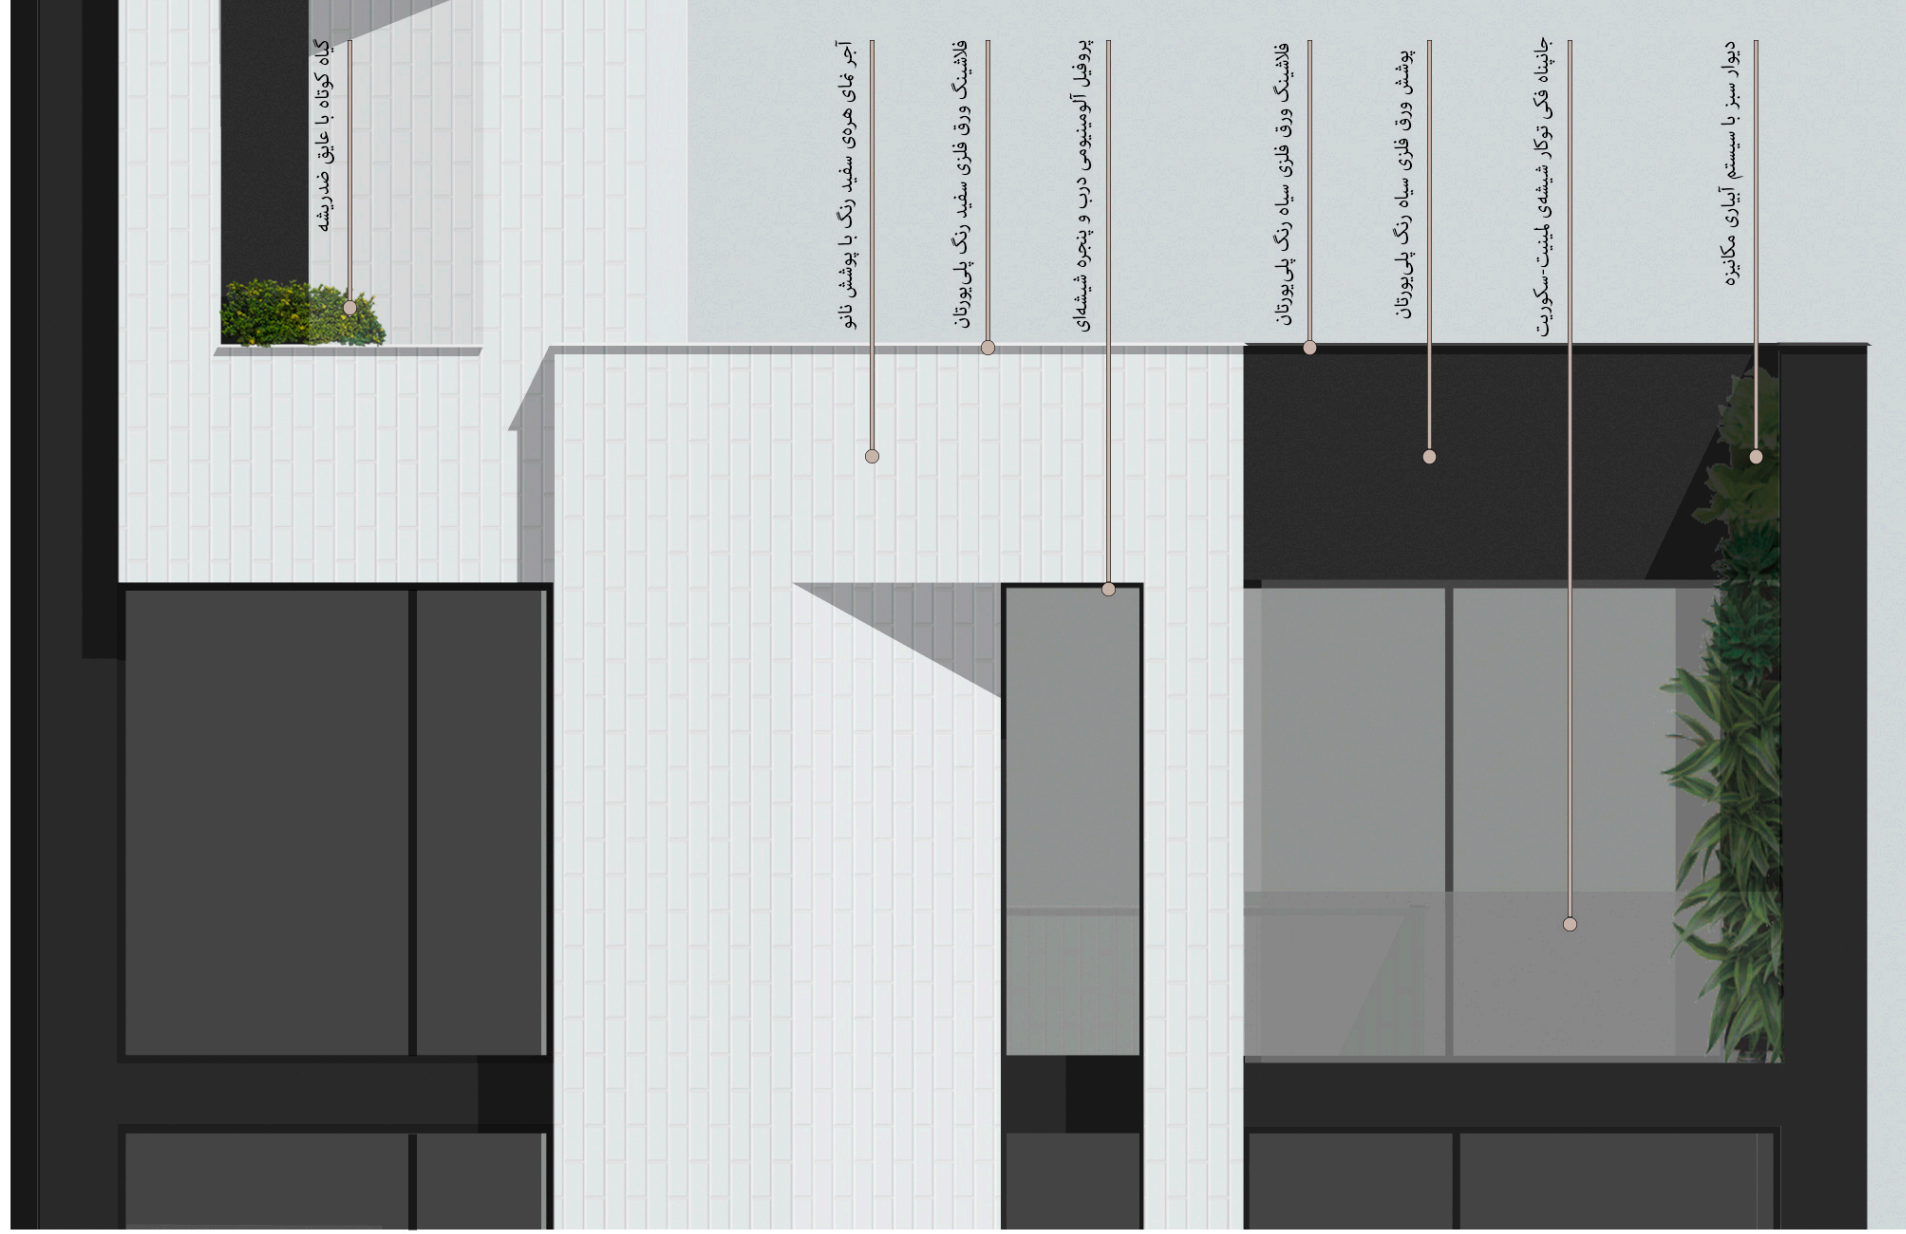 گیاه کوتاه با عایق ضدریشه
آجر نمای هره‌ی سفید رنگ با پوشش نانو
فلاشینگ ورق فلزی سفید رنگ پلی‌یورتان
پروفیل آلومینیومی درب و پنجره شیشه‌ای
فلاشینگ ورق فلزی سیاه رنگ پلی‌یورتان
پوشش ورق فلزی سیاه رنگ پلی‌یورتان
جانپناه فکی توکار شیشه‌ی لمینیت-سکوریت
دیوار سبز با سیستم آبیاری مکانیزه